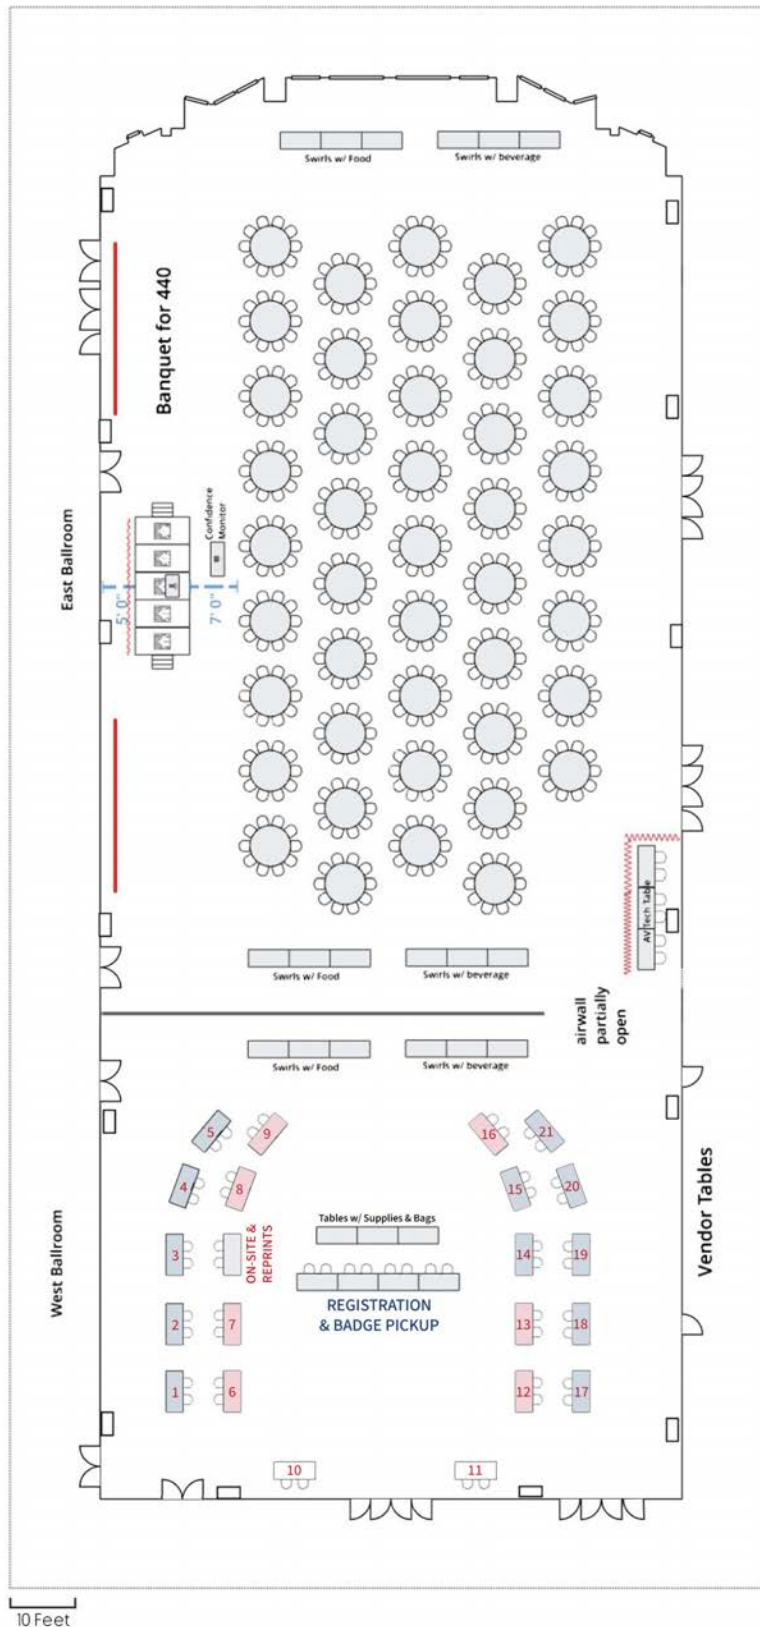 Swirls w/ Food
Swirls w/ beverage
Banquet for 440
East Ballroom
Confidence
Monitor
5' 0"
7' 0"
AV Tech Table
Swirls w/ Food
Swirls w/ beverage
airwall
partially
open
Swirls w/ Food
Swirls w/ beverage
5
9
16
21
4
8
15
20
West Ballroom
Vendor Tables
Tables w/ Supplies & Bags
3
ON-SITE &
REPRINTS
14
19
REGISTRATION
& BADGE PICKUP
2
7
13
18
1
6
12
17
10
11
10 Feet